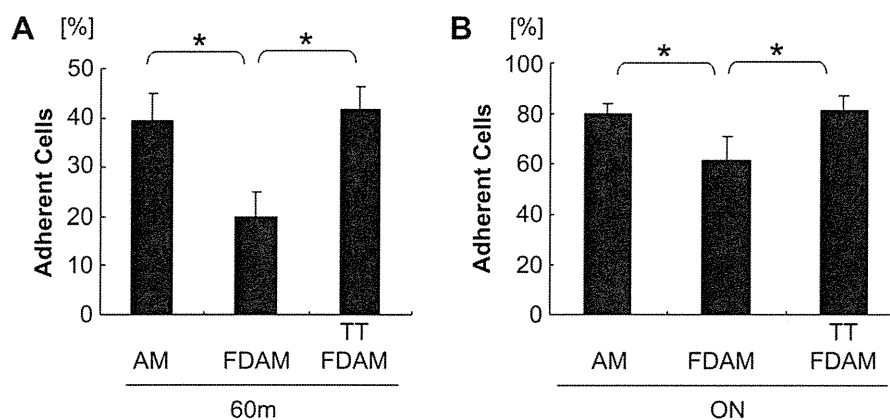 A [%]
* *
50
40
30
20
10
0
Adherent Cells
AM FDAM TT FDAM
60m
B [%]
* *
100
80
60
40
20
0
Adherent Cells
AM FDAM TT FDAM
ON